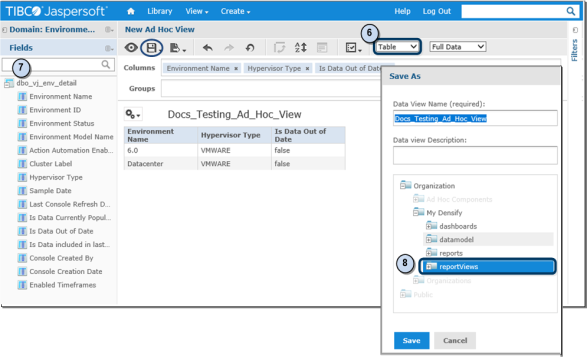 TIBCO Jaspersoft®
Library View Create Help Log Out
Domain: Environme...
New Ad Hoc View
Fields
6
Table
Full Data
Filters
7
Columns Environment Name x Hypervisor Type x Is Data Out of Dat
Groups
dbo_vj_env_detail
Environment Name
Environment ID
Environment Status
Environment Model Name
Action Automation Enab...
Cluster Label
Hypervisor Type
Sample Date
Last Console Refresh D...
Is Data Currently Popul...
Is Data Out of Date
Is Data included in last...
Console Created By
Console Creation Date
Enabled Timeframes
Docs_Testing_Ad_Hoc_View
Environment Name Hypervisor Type Is Data Out of Date
6.0 VMWARE false
Datacenter VMWARE false
Save As
Data View Name (required):
Docs_Testing_Ad_Hoc_View
Data view Description:
Organization
Ad Hoc Components
My Densify
dashboards
datamodel
reports
8
reportViews
Organizations
Public
Save Cancel